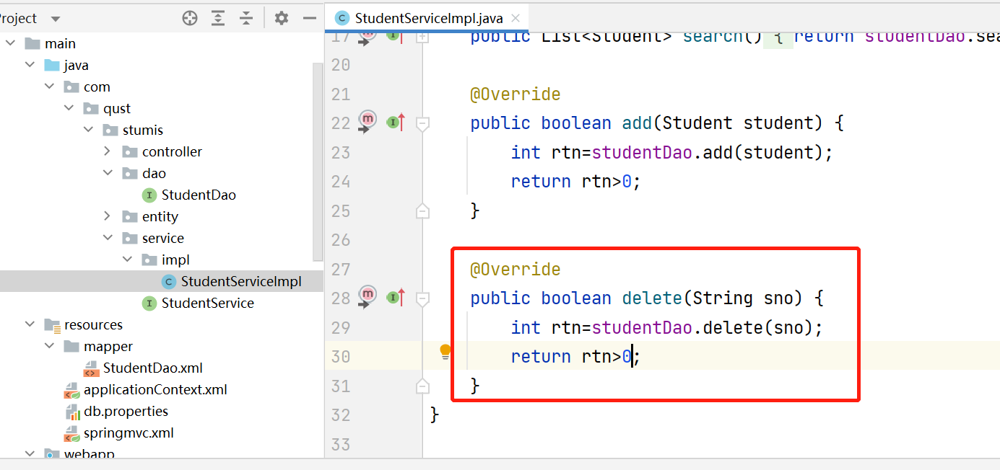 Project
main
java
com
qust
stumis
controller
dao
StudentDao
entity
service
impl
StudentServiceImpl
StudentService
resources
mapper
StudentDao.xml
applicationContext.xml
db.properties
springmvc.xml
webapp
StudentServiceImpl.java
17 public List<Student> search() { return studentDao.sea
20
21 @Override
22 public boolean add(Student student) {
23 int rtn=studentDao.add(student);
24 return rtn>0;
25 }
26
27 @Override
28 public boolean delete(String sno) {
29 int rtn=studentDao.delete(sno);
30 return rtn>0;
31 }
32 }
33